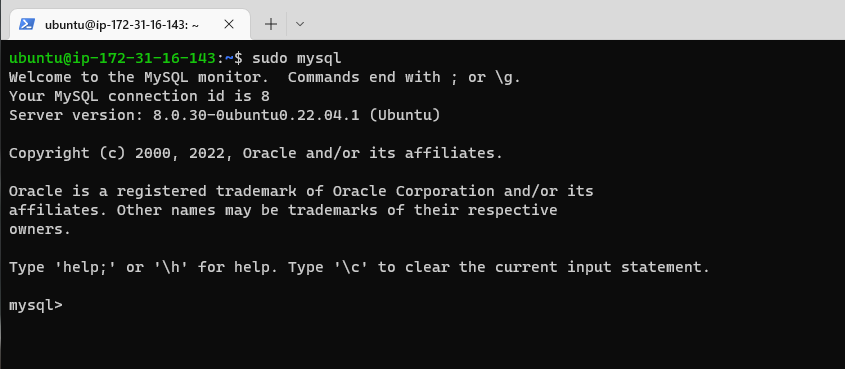 ubuntu@ip-172-31-16-143: ~
ubuntu@ip-172-31-16-143:~$ sudo mysql
Welcome to the MySQL monitor.  Commands end with ; or \g.
Your MySQL connection id is 8
Server version: 8.0.30-0ubuntu0.22.04.1 (Ubuntu)

Copyright (c) 2000, 2022, Oracle and/or its affiliates.

Oracle is a registered trademark of Oracle Corporation and/or its
affiliates. Other names may be trademarks of their respective
owners.

Type 'help;' or '\h' for help. Type '\c' to clear the current input statement.

mysql>